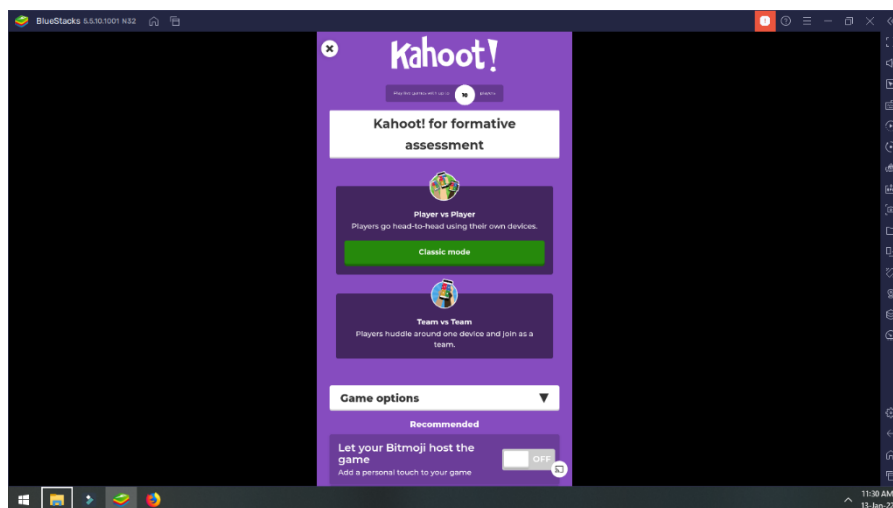 BlueStacks 5.5.10.1001 N32
Kahoot!
10 players
Kahoot! for formative
assessment
Player vs Player
Players go head-to-head using their own devices.
Classic mode
Team vs Team
Players huddle around one device and join as a
team.
Game options
Recommended
Let your Bitmoji host the
game
OFF
Add a personal touch to your game
11:30 AM